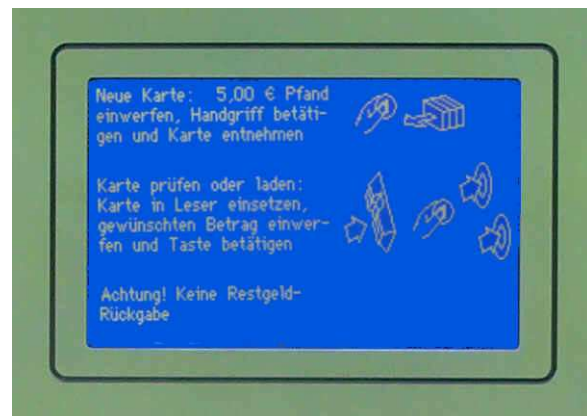 Neue Karte: 5,00 € Pfand
einwerfen, Handgriff betäti-
gen und Karte entnehmen
Karte prüfen oder laden:
Karte in Leser einsetzen,
gewünschten Betrag einwer-
fen und Taste betätigen
Achtung! Keine Restgeld-
Rückgabe